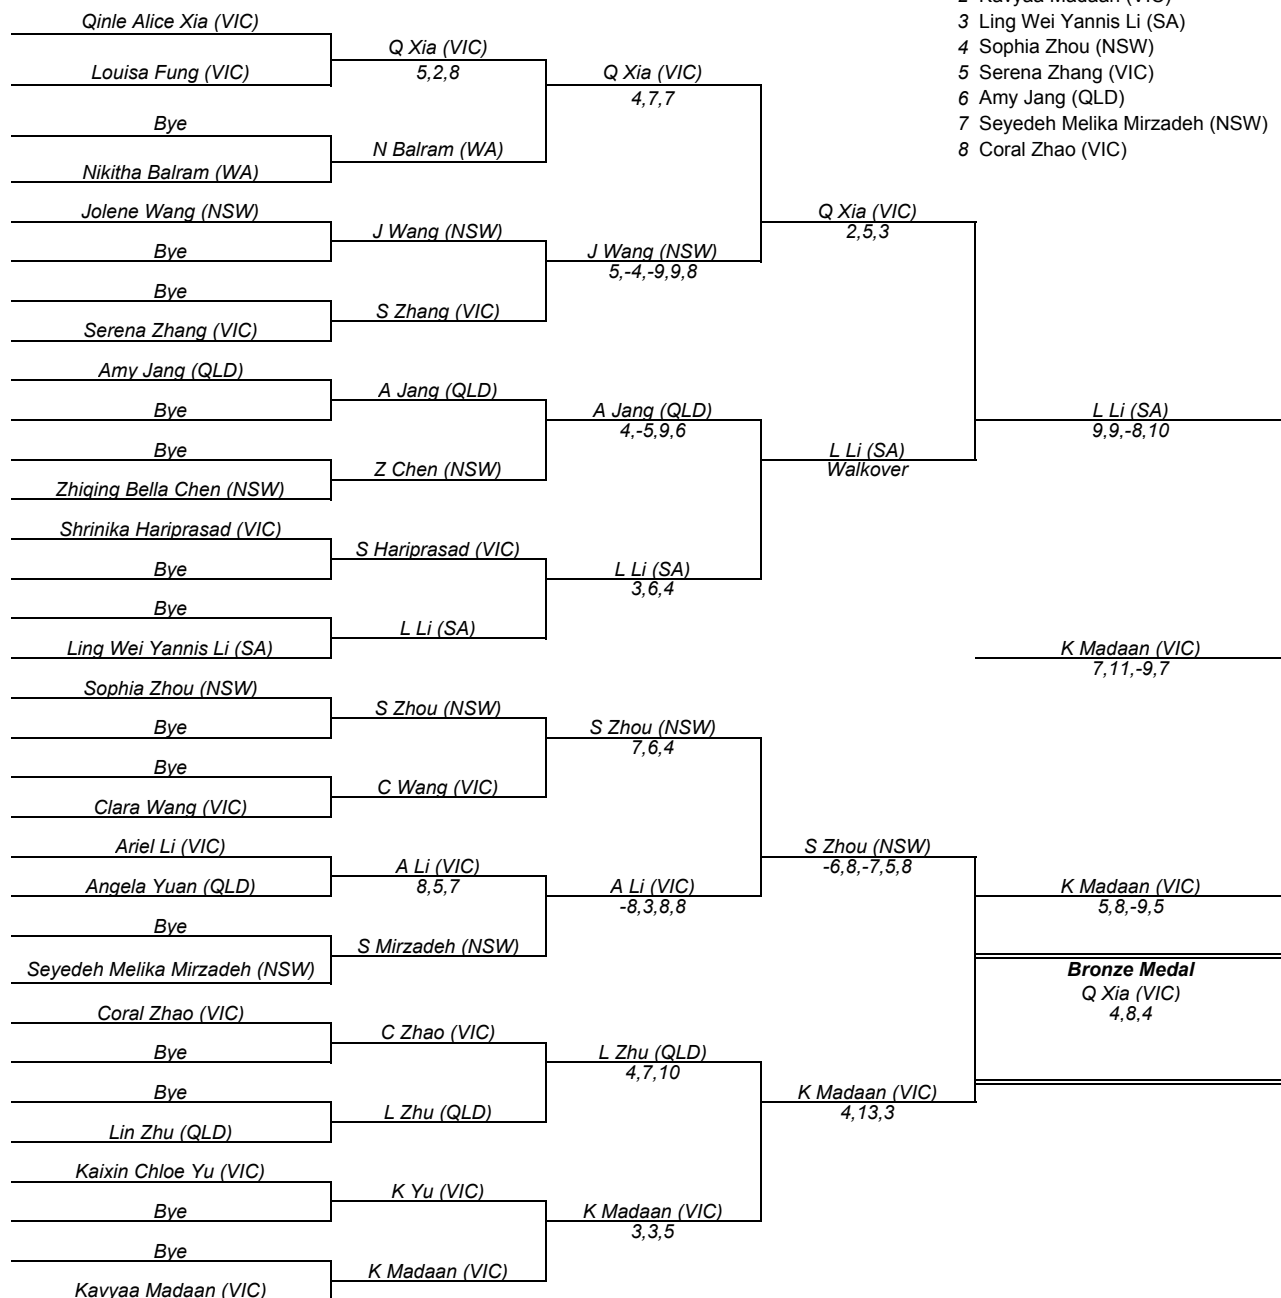 2 Kavyaa Madaan (VIC)
3 Ling Wei Yannis Li (SA)
4 Sophia Zhou (NSW)
5 Serena Zhang (VIC)
6 Amy Jang (QLD)
7 Seyedeh Melika Mirzadeh (NSW)
8 Coral Zhao (VIC)
Qinle Alice Xia (VIC)
Louisa Fung (VIC)
Bye
Nikitha Balram (WA)
Jolene Wang (NSW)
Bye
Bye
Serena Zhang (VIC)
Amy Jang (QLD)
Bye
Bye
Zhiqing Bella Chen (NSW)
Shrinika Hariprasad (VIC)
Bye
Bye
Ling Wei Yannis Li (SA)
Sophia Zhou (NSW)
Bye
Bye
Clara Wang (VIC)
Ariel Li (VIC)
Angela Yuan (QLD)
Bye
Seyedeh Melika Mirzadeh (NSW)
Coral Zhao (VIC)
Bye
Bye
Lin Zhu (QLD)
Kaixin Chloe Yu (VIC)
Bye
Bye
Kavyaa Madaan (VIC)
Q Xia (VIC)
5,2,8
N Balram (WA)
J Wang (NSW)
S Zhang (VIC)
A Jang (QLD)
Z Chen (NSW)
S Hariprasad (VIC)
L Li (SA)
S Zhou (NSW)
C Wang (VIC)
A Li (VIC)
8,5,7
S Mirzadeh (NSW)
C Zhao (VIC)
L Zhu (QLD)
K Yu (VIC)
K Madaan (VIC)
Q Xia (VIC)
4,7,7
J Wang (NSW)
5,-4,-9,9,8
A Jang (QLD)
4,-5,9,6
L Li (SA)
3,6,4
S Zhou (NSW)
7,6,4
A Li (VIC)
-8,3,8,8
L Zhu (QLD)
4,7,10
K Madaan (VIC)
3,3,5
Q Xia (VIC)
2,5,3
L Li (SA)
Walkover
S Zhou (NSW)
-6,8,-7,5,8
K Madaan (VIC)
4,13,3
L Li (SA)
9,9,-8,10
K Madaan (VIC)
7,11,-9,7
K Madaan (VIC)
5,8,-9,5
Bronze Medal
Q Xia (VIC)
4,8,4